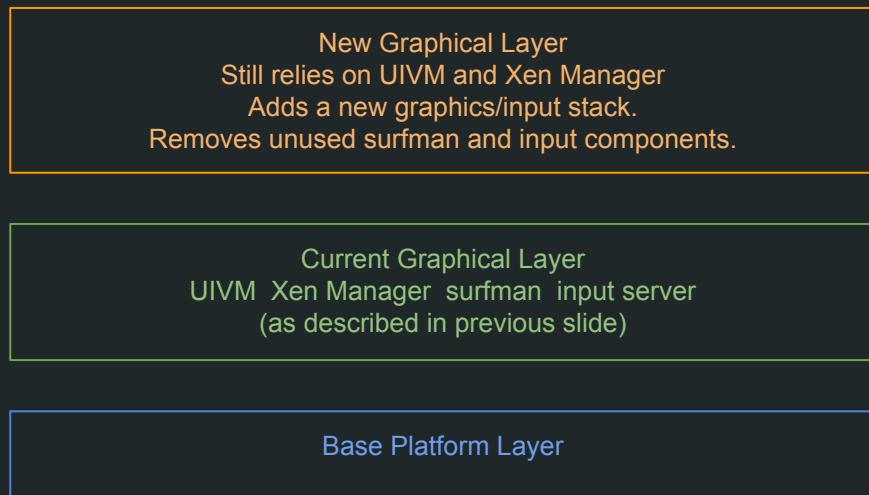 New Graphical Layer
Still relies on UIVM and Xen Manager
Adds a new graphics/input stack.
Removes unused surfman and input components.
Current Graphical Layer
UIVM  Xen Manager  surfman  input server
(as described in previous slide)
Base Platform Layer